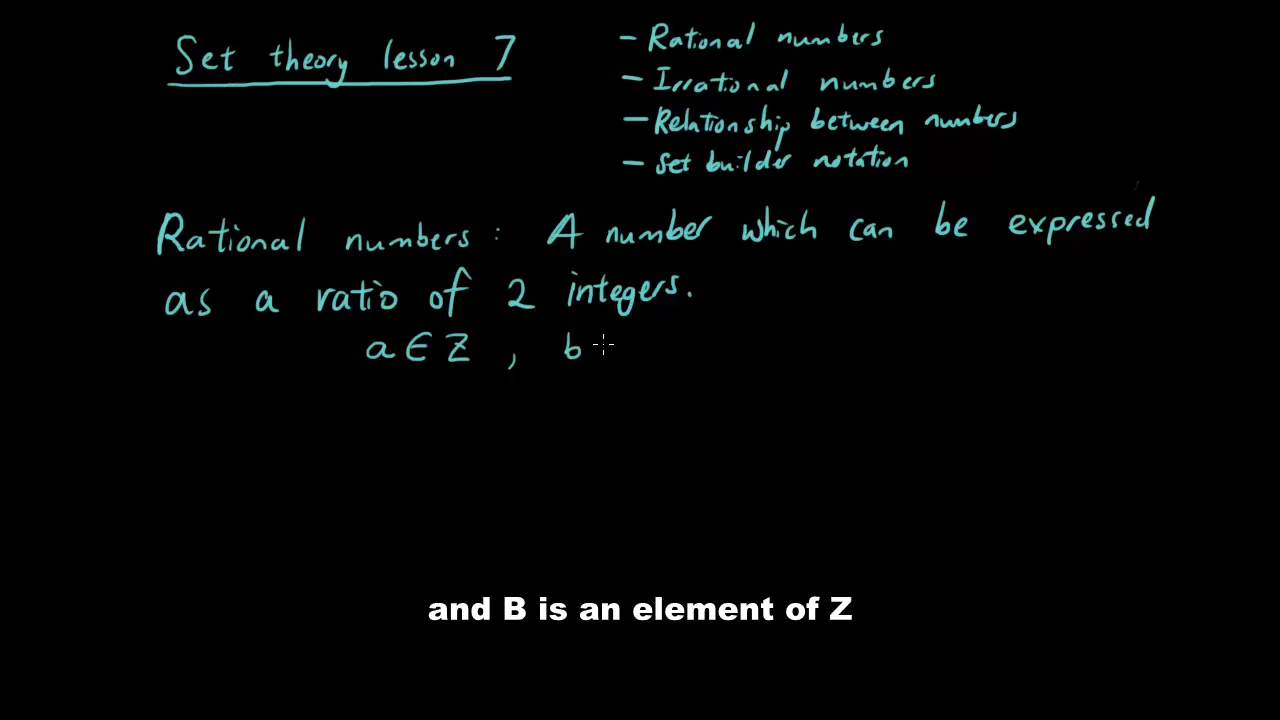 Set theory lesson 7
– Rational numbers
– Irrational numbers
– Relationship between numbers
– Set builder notation
Rational numbers : A number which can be expressed
as a ratio of 2 integers.
a ∈ Z , b
and B is an element of Z